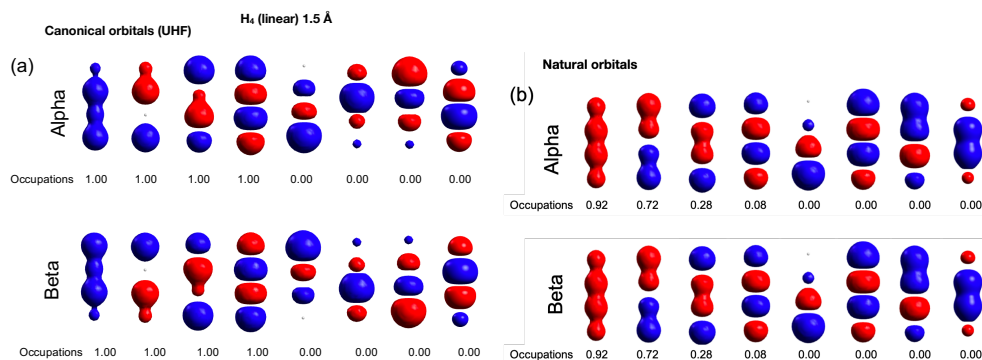 H₄ (linear) 1.5 Å
Canonical orbitals (UHF)
(a)
Alpha
Occupations 1.00 1.00 1.00 1.00 0.00 0.00 0.00 0.00
Beta
Occupations 1.00 1.00 1.00 1.00 0.00 0.00 0.00 0.00
Natural orbitals
(b)
Alpha
Occupations 0.92 0.72 0.28 0.08 0.00 0.00 0.00 0.00
Beta
Occupations 0.92 0.72 0.28 0.08 0.00 0.00 0.00 0.00